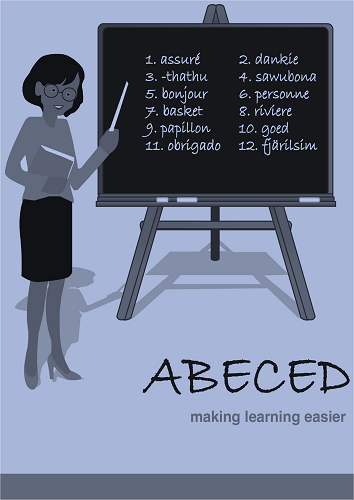 1. assuré 2. dankie
3. -thathu 4. sawubona
5. bonjour 6. personne
7. basket 8. riviere
9. papillon 10. goed
11. obrigado 12. fjärilsim
ABECED
making learning easier